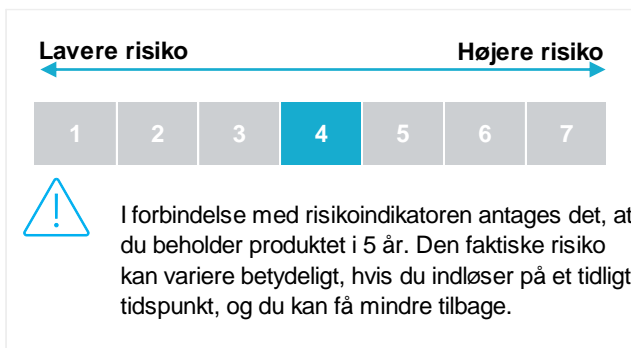 Lavere risiko Højere risiko
1 2 3 4 5 6 7
I forbindelse med risikoindikatoren antages det, at
du beholder produktet i 5 år. Den faktiske risiko
kan variere betydeligt, hvis du indløser på et tidligt
tidspunkt, og du kan få mindre tilbage.